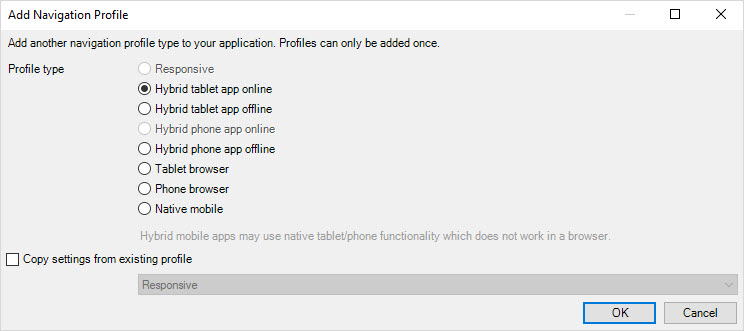 Add Navigation Profile
Add another navigation profile type to your application. Profiles can only be added once.
Profile type
Responsive
Hybrid tablet app online
Hybrid tablet app offline
Hybrid phone app online
Hybrid phone app offline
Tablet browser
Phone browser
Native mobile
Hybrid mobile apps may use native tablet/phone functionality which does not work in a browser.
Copy settings from existing profile
Responsive
OK Cancel